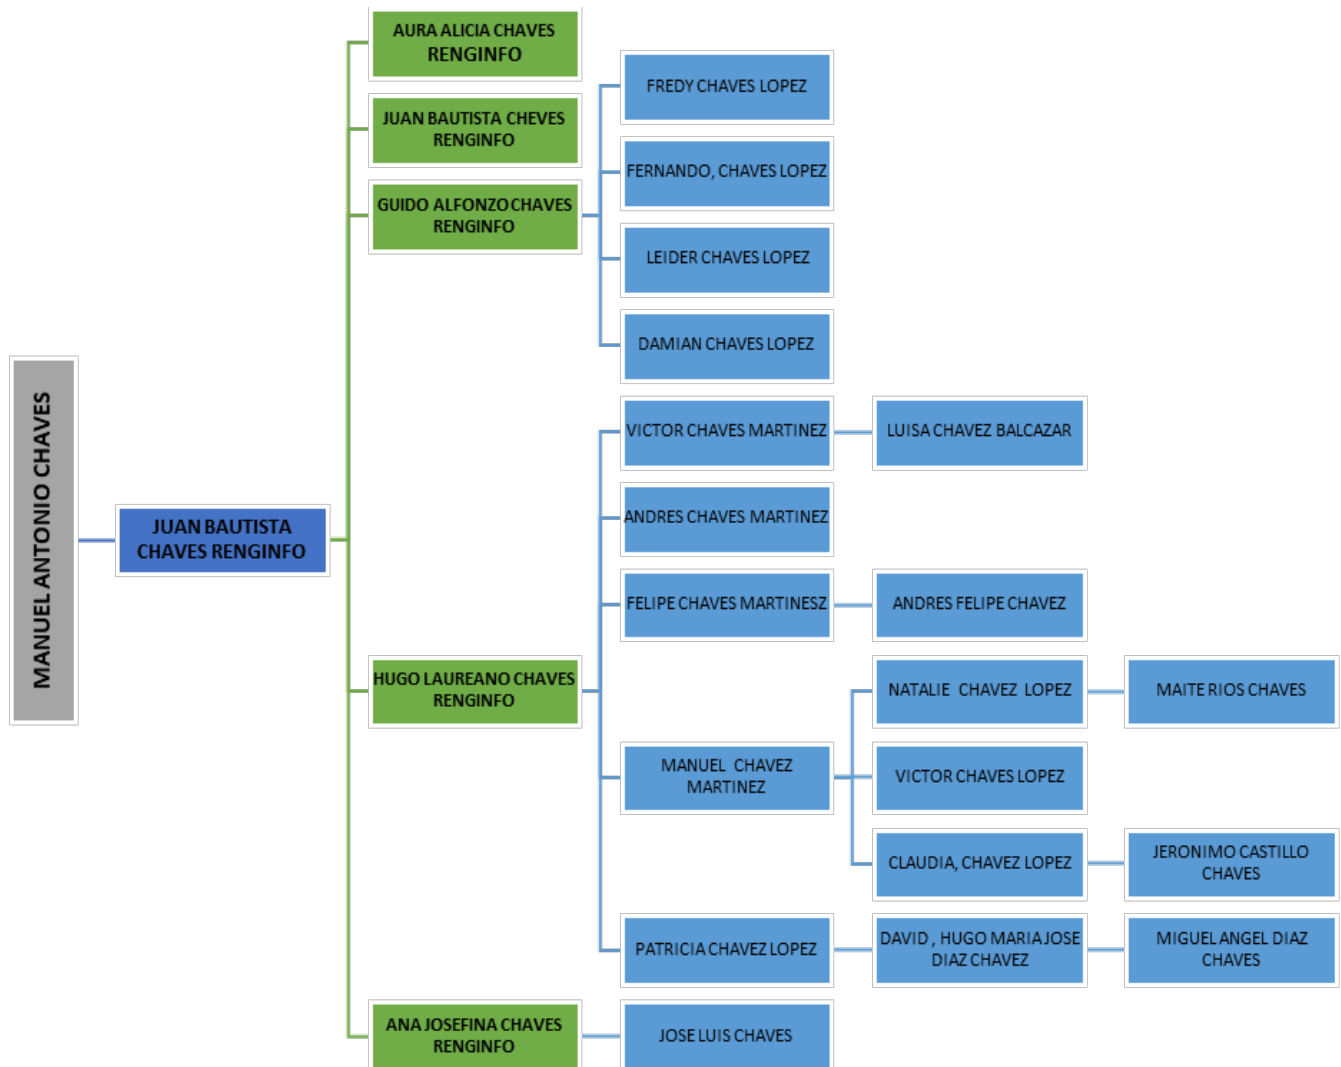 MANUEL ANTONIO CHAVES
JUAN BAUTISTA
CHAVES RENGINFO
AURA ALICIA CHAVES
RENGINFO
JUAN BAUTISTA CHEVES
RENGINFO
GUIDO ALFONZO CHAVES
RENGINFO
FREDY CHAVES LOPEZ
FERNANDO, CHAVES LOPEZ
LEIDER CHAVES LOPEZ
DAMIAN CHAVES LOPEZ
HUGO LAUREANO CHAVES
RENGINFO
VICTOR CHAVES MARTINEZ
LUISA CHAVEZ BALCAZAR
ANDRES CHAVES MARTINEZ
FELIPE CHAVES MARTINESZ
ANDRES FELIPE CHAVEZ
MANUEL CHAVEZ
MARTINEZ
NATALIE CHAVEZ LOPEZ
MAITE RIOS CHAVES
VICTOR CHAVES LOPEZ
CLAUDIA, CHAVEZ LOPEZ
JERONIMO CASTILLO
CHAVES
PATRICIA CHAVEZ LOPEZ
DAVID , HUGO MARIA JOSE
DIAZ CHAVEZ
MIGUEL ANGEL DIAZ
CHAVES
ANA JOSEFINA CHAVES
RENGINFO
JOSE LUIS CHAVES